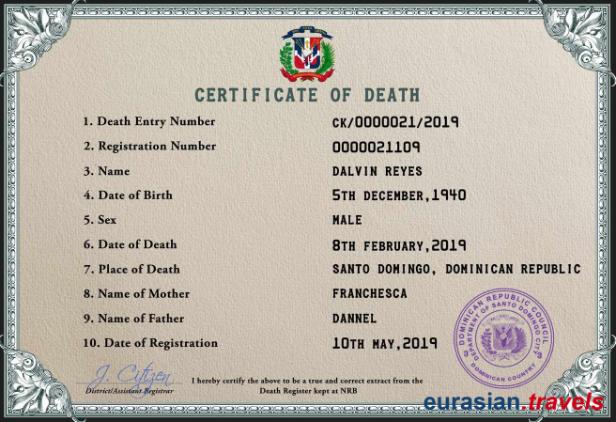 CERTIFICATE OF DEATH
1. Death Entry Number CK/0000021/2019
2. Registration Number 0000021109
3. Name DALVIN REYES
4. Date of Birth 5TH DECEMBER,1940
5. Sex MALE
6. Date of Death 8TH FEBRUARY,2019
7. Place of Death SANTO DOMINGO, DOMINICAN REPUBLIC
8. Name of Mother FRANCHESCA
9. Name of Father DANNEL
10. Date of Registration 10TH MAY,2019
DOMINICAN REPUBLIC COUNCIL
DEPARTMENT OF SANTO DOMINGO CITY
DOMINICAN COUNTRY
J. Citizen
District/Assistant Registrar
I hereby certify the above to be a true and correct extract from the
Death Register kept at NRB
eurasian.travels